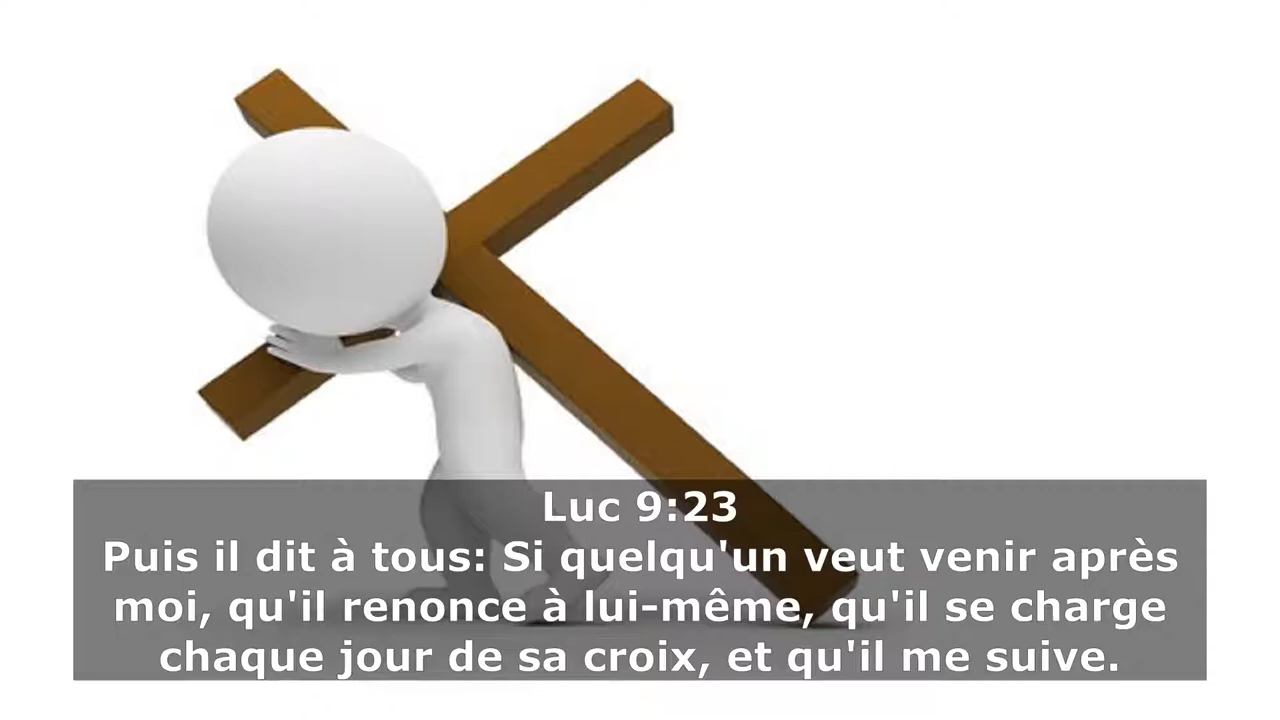 Luc 9:23
Puis il dit à tous: Si quelqu'un veut venir après
moi, qu'il renonce à lui-même, qu'il se charge
chaque jour de sa croix, et qu'il me suive.